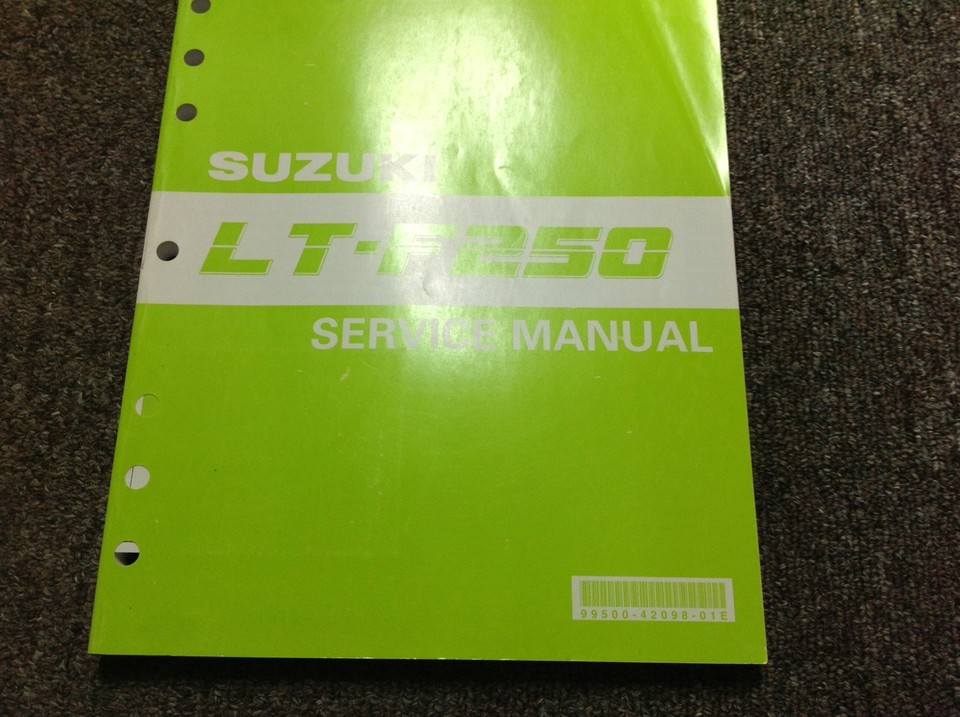 SUZUKI
LT-F250
SERVICE MANUAL
99500-42098-01E